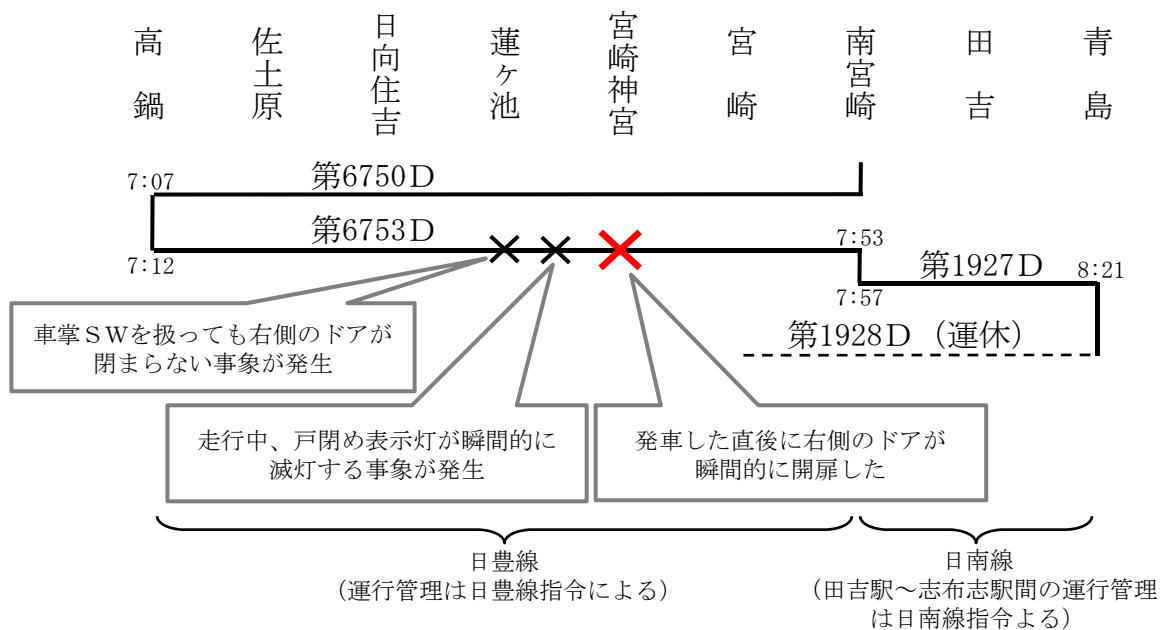 高鍋
佐土原
日向住吉
蓮ヶ池
宮崎神宮
宮崎
南宮崎
田吉
青島
7:07
第6750D
第6753D
7:12
7:53
第1927D
8:21
7:57
第1928D（運休）
車掌SWを扱っても右側のドアが
閉まらない事象が発生
走行中、戸閉め表示灯が瞬間的に
滅灯する事象が発生
発車した直後に右側のドアが
瞬間的に開扉した
日豊線
（運行管理は日豊線指令による）
日南線
（田吉駅～志布志駅間の運行管理
は日南線指令よる）